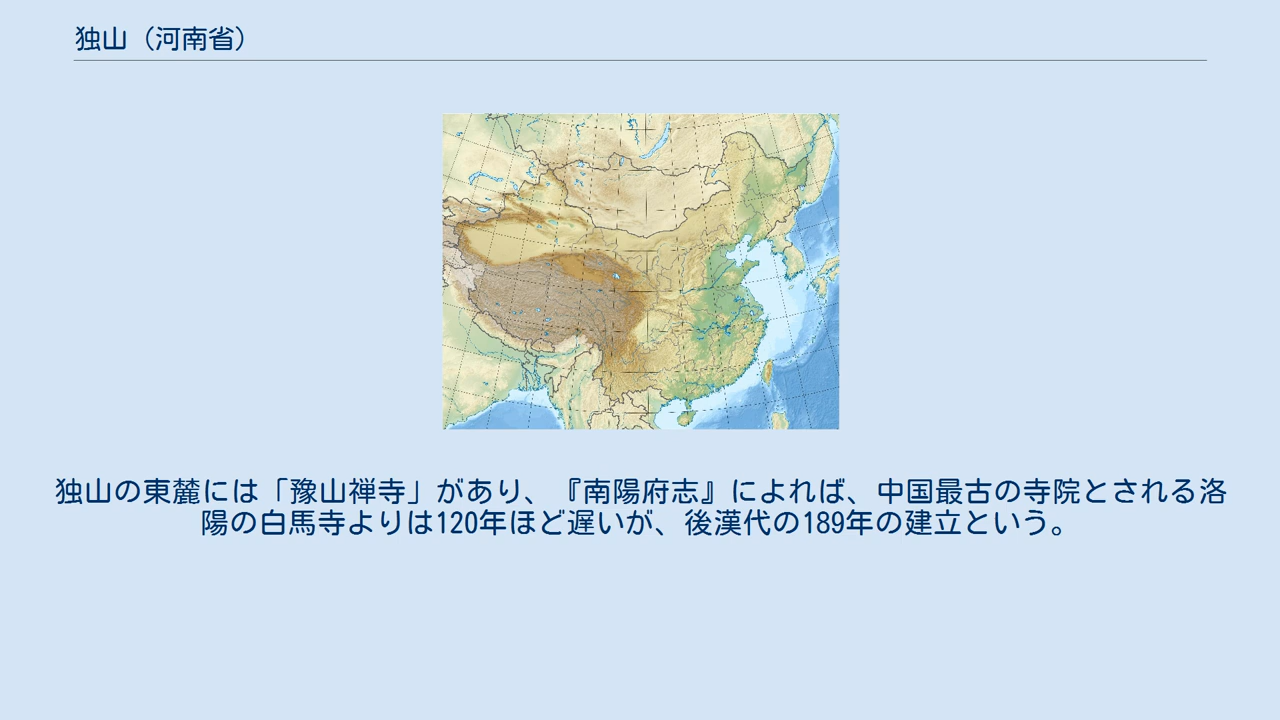 独山（河南省）
独山の東麓には「豫山禅寺」があり、『南陽府志』によれば、中国最古の寺院とされる洛
陽の白馬寺よりは120年ほど遅いが、後漢代の189年の建立という。